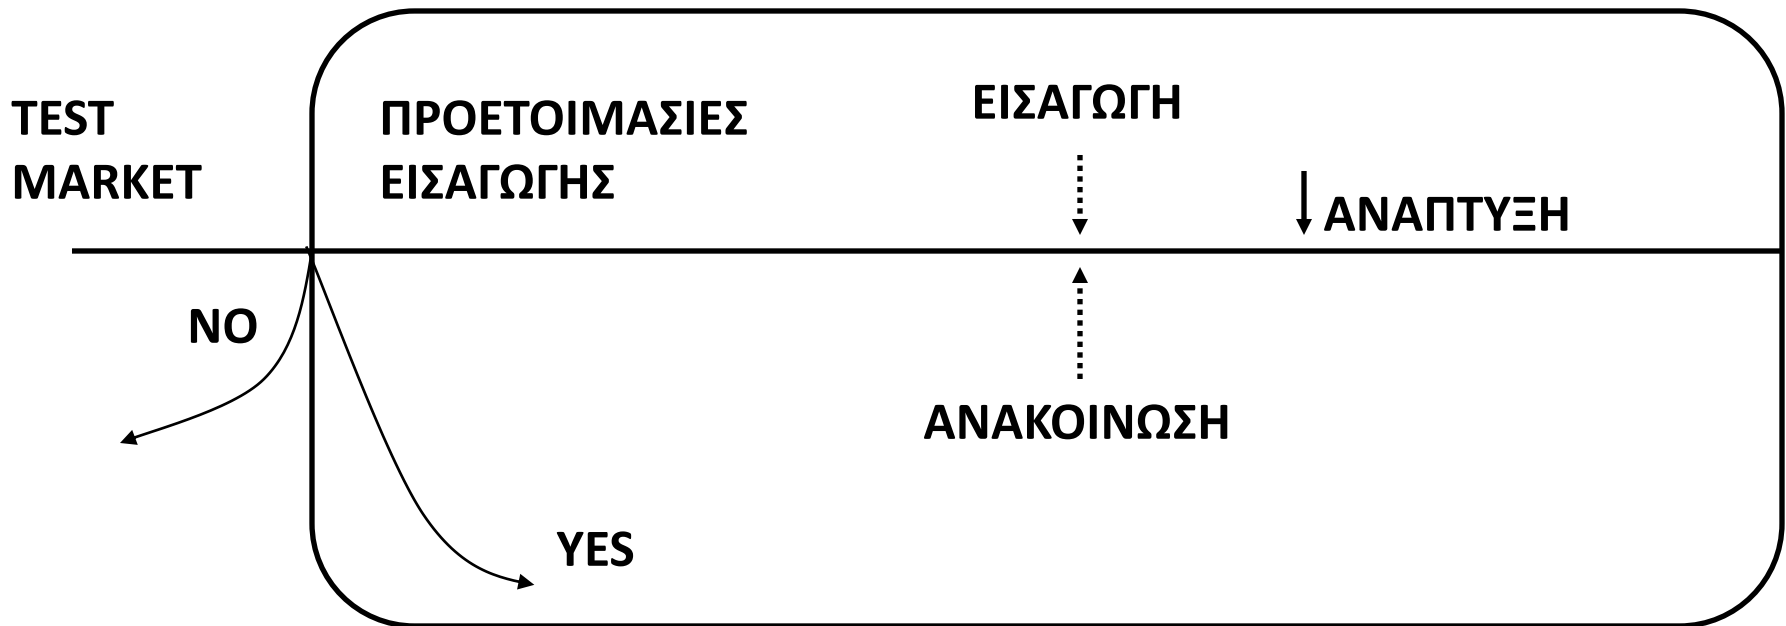 TEST
MARKET
ΠΡΟΕΤΟΙΜΑΣΙΕΣ
ΕΙΣΑΓΩΓΗΣ
ΕΙΣΑΓΩΓΗ
ΑΝΑΠΤΥΞΗ
NO
ΑΝΑΚΟΙΝΩΣΗ
YES